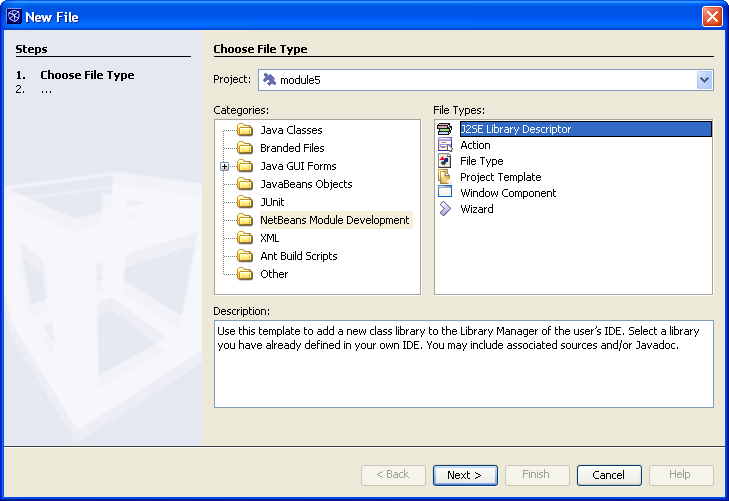 New File
Steps
1. Choose File Type
2. ...
Choose File Type
Project: module5
Categories:
Java Classes
Branded Files
Java GUI Forms
JavaBeans Objects
JUnit
NetBeans Module Development
XML
Ant Build Scripts
Other
File Types:
J2SE Library Descriptor
Action
File Type
Project Template
Window Component
Wizard
Description:
Use this template to add a new class library to the Library Manager of the user's IDE. Select a library
you have already defined in your own IDE. You may include associated sources and/or Javadoc.
< Back Next > Finish Cancel Help